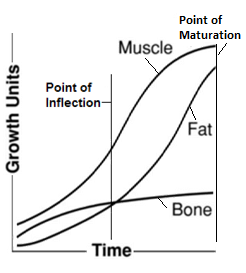 Point of
Maturation
Muscle
Point of
Inflection
Growth Units
Fat
Bone
Time